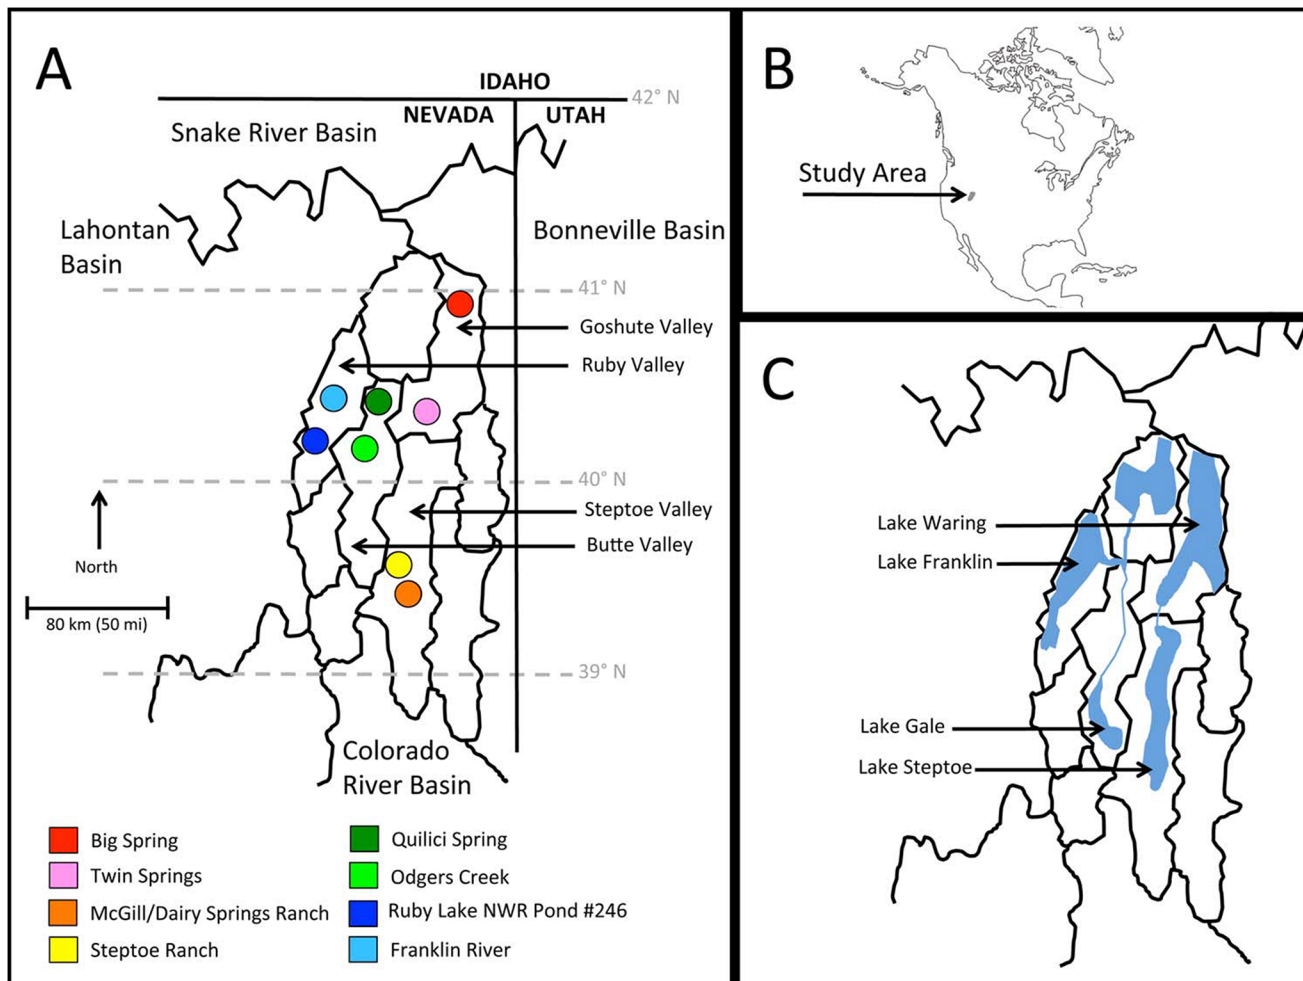 A
IDAHO
42° N
NEVADA
UTAH
Snake River Basin
Lahontan
Basin
Bonneville Basin
41° N
Goshute Valley
Ruby Valley
40° N
Steptoe Valley
Butte Valley
North
80 km (50 mi)
39° N
Colorado
River Basin
Big Spring
Twin Springs
McGill/Dairy Springs Ranch
Steptoe Ranch
Quilici Spring
Odgers Creek
Ruby Lake NWR Pond #246
Franklin River
B
Study Area
C
Lake Waring
Lake Franklin
Lake Gale
Lake Steptoe